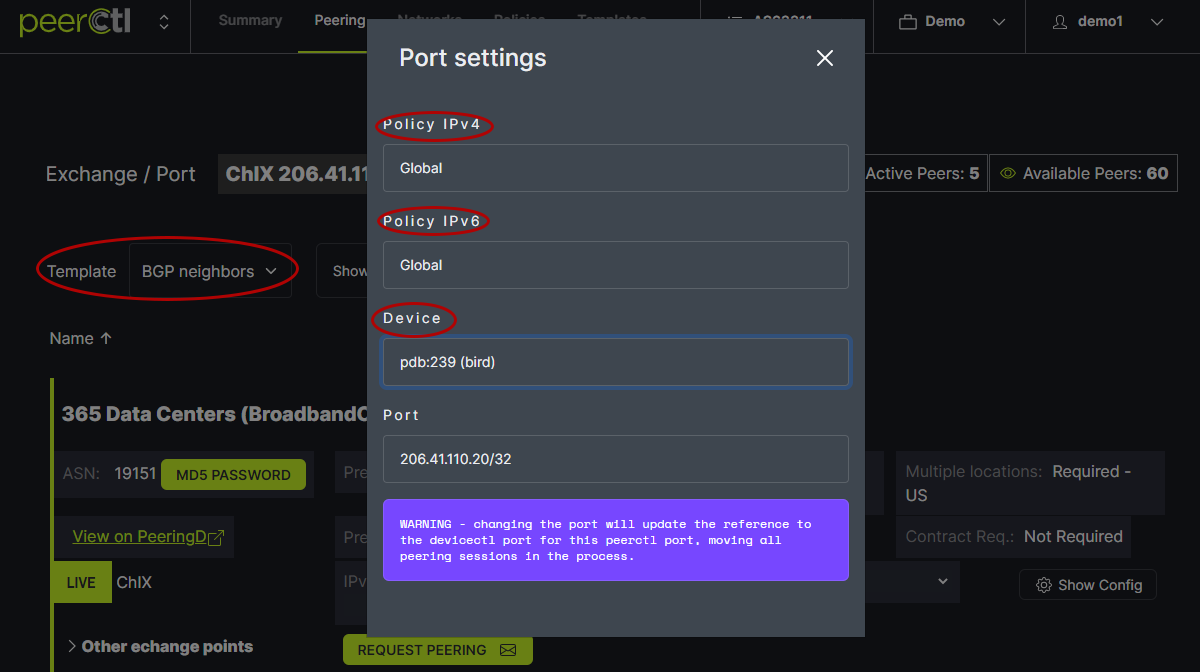 peerCtl
Summary
Peering
Networks
Policies
Templates
AS63311
Demo
demo1
Port settings
Policy IPv4
Global
Exchange / Port
ChIX 206.41.11
Active Peers: 5
Available Peers: 60
Policy IPv6
Global
Template
BGP neighbors
Show
Device
pdb:239 (bird)
Name ↑
365 Data Centers (BroadbandO
Port
206.41.110.20/32
ASN: 19151
MD5 PASSWORD
Pre
Multiple locations: Required -
US
WARNING - changing the port will update the reference to
the devicectl port for this peerctl port, moving all
peering sessions in the process.
View on PeeringD
Pre
Contract Req.: Not Required
LIVE
ChIX
IPv
Show Config
Other echange points
REQUEST PEERING